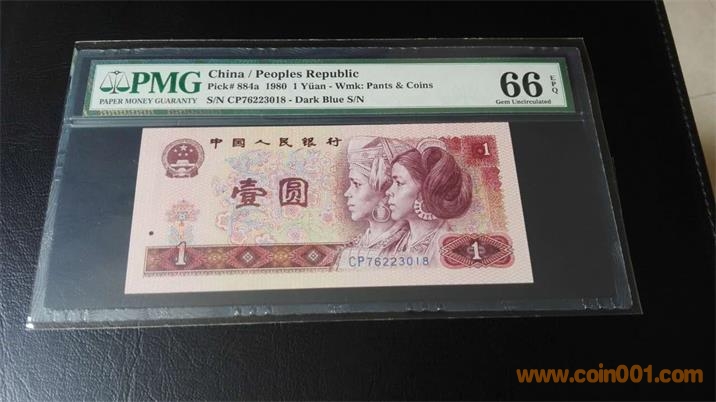 PMG
PAPER MONEY GUARANTY
China / Peoples Republic
Pick# 884a 1980 1 Yüan - Wmk: Pants & Coins
S/N CP76223018 - Dark Blue S/N
66 EPQ
Gem Uncirculated
中国人民银行
1
壹圆
CP76223018
1
1
www.coin001.com